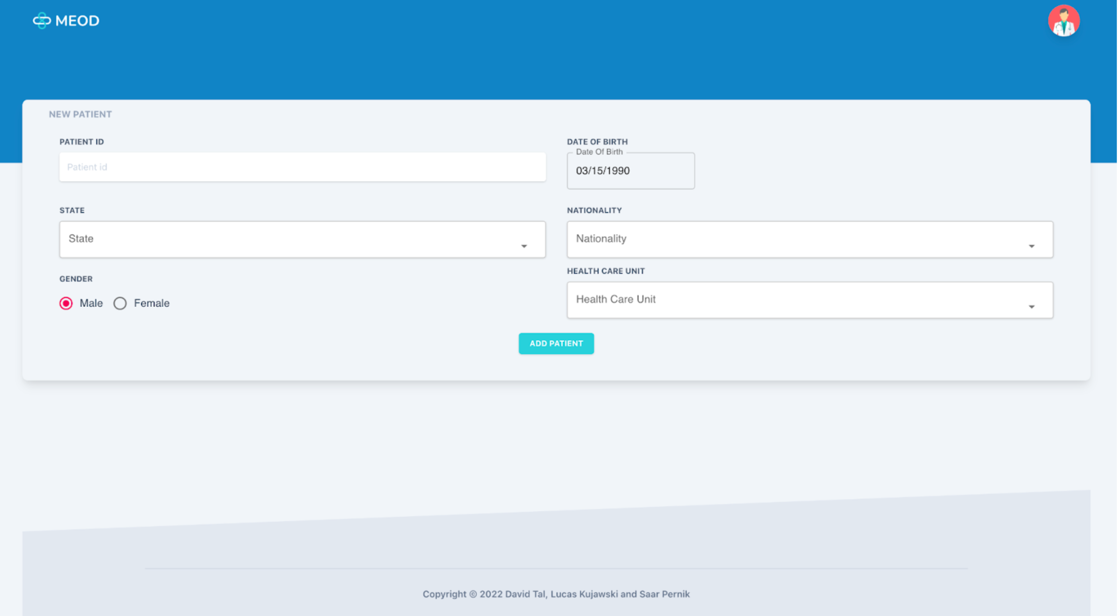 MEOD
NEW PATIENT
PATIENT ID
Patient id
DATE OF BIRTH
Date Of Birth
03/15/1990
STATE
State
NATIONALITY
Nationality
GENDER
Male Female
HEALTH CARE UNIT
Health Care Unit
ADD PATIENT
Copyright © 2022 David Tal, Lucas Kujawski and Saar Pernik